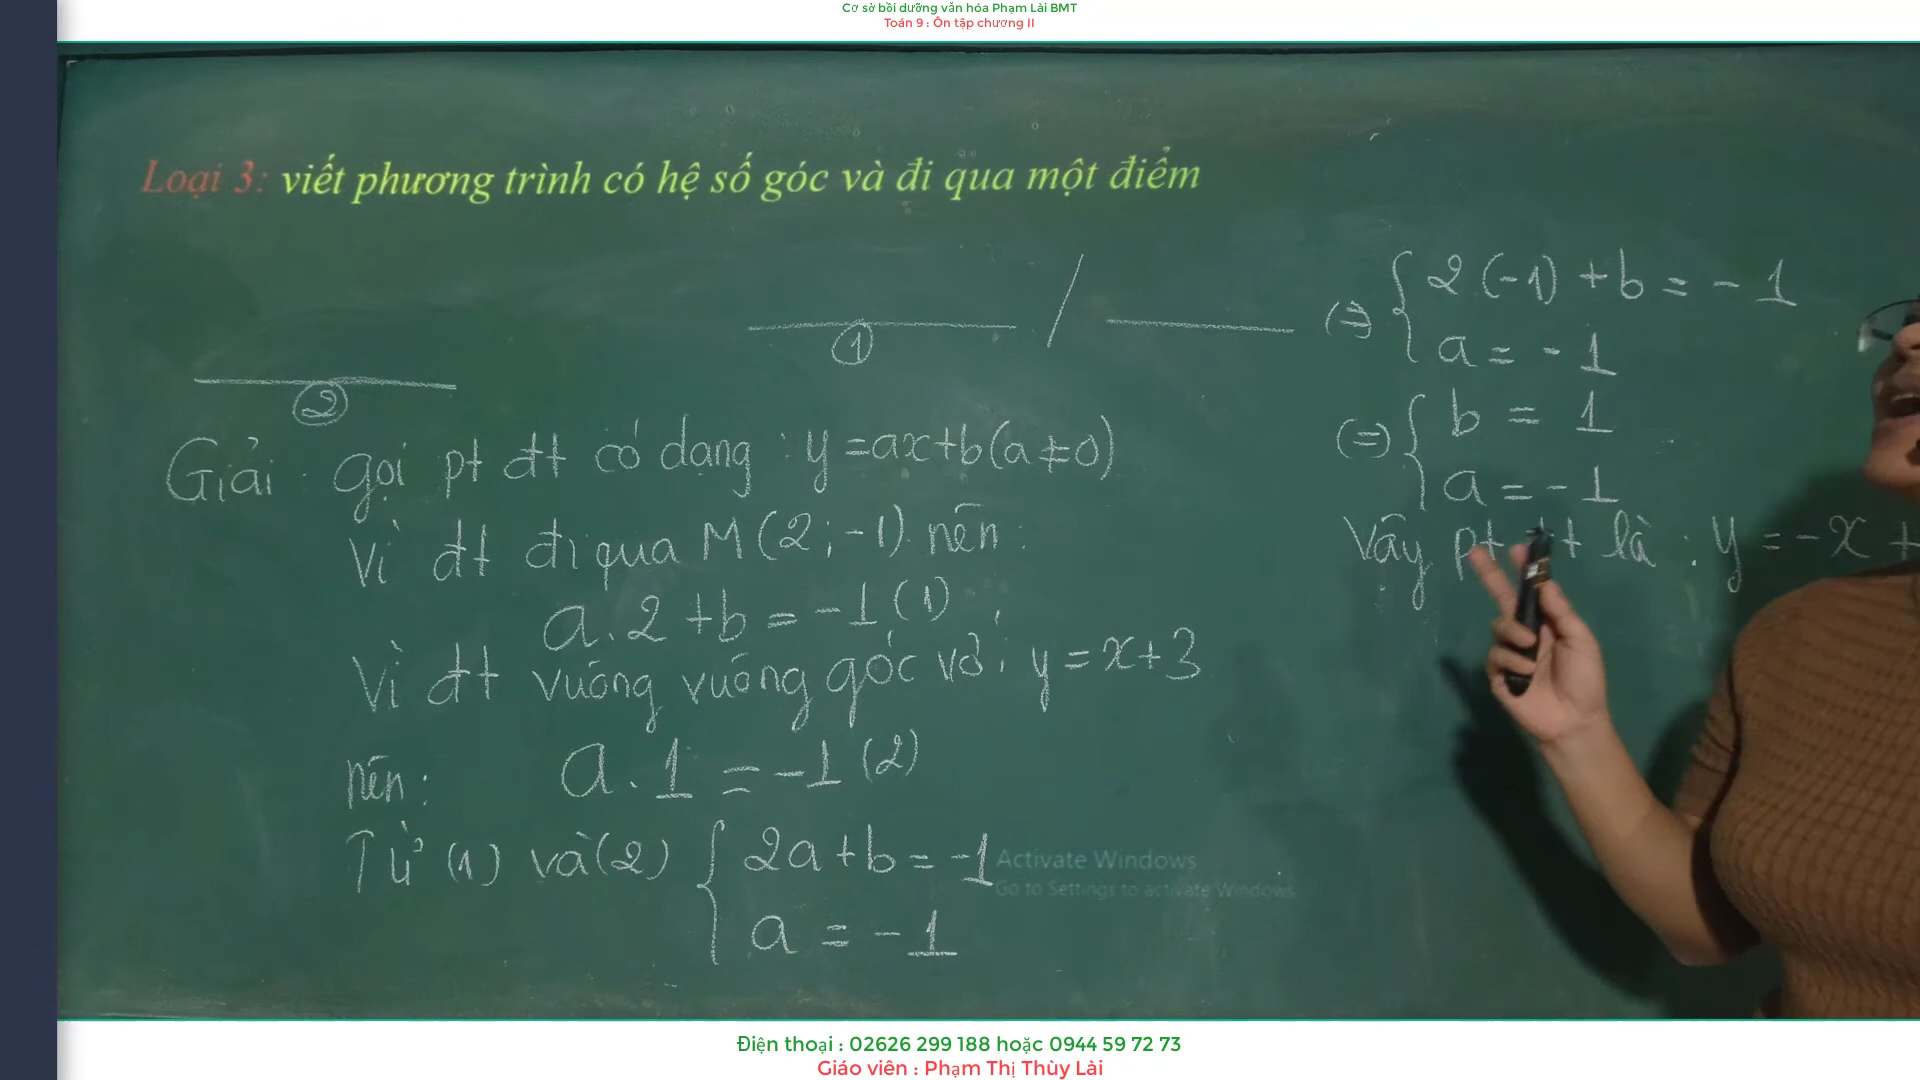 Cơ sở bồi dưỡng văn hóa Phạm Lài BMT
Toán 9 : Ôn tập chương II
Loại 3: viết phương trình có hệ số góc và đi qua một điểm
1
2
Giải: gọi pt đt có dạng : y = ax + b (a ≠ 0)
Vì đt đi qua M (2 ; -1) nên :
a. 2 + b = -1 (1)
Vì đt vuông vuông góc với y = x + 3
nên : a . 1 = -1 (2)
Từ (1) và (2) { 2a + b = -1
a = -1
(=) { 2 (-1) + b = - 1
a = - 1
(=) { b = 1
a = - 1
Vậy pt đt là : y = - x +
Activate Windows
Go to Settings to activate Windows
Điện thoại : 02626 299 188 hoặc 0944 59 72 73
Giáo viên : Phạm Thị Thùy Lài